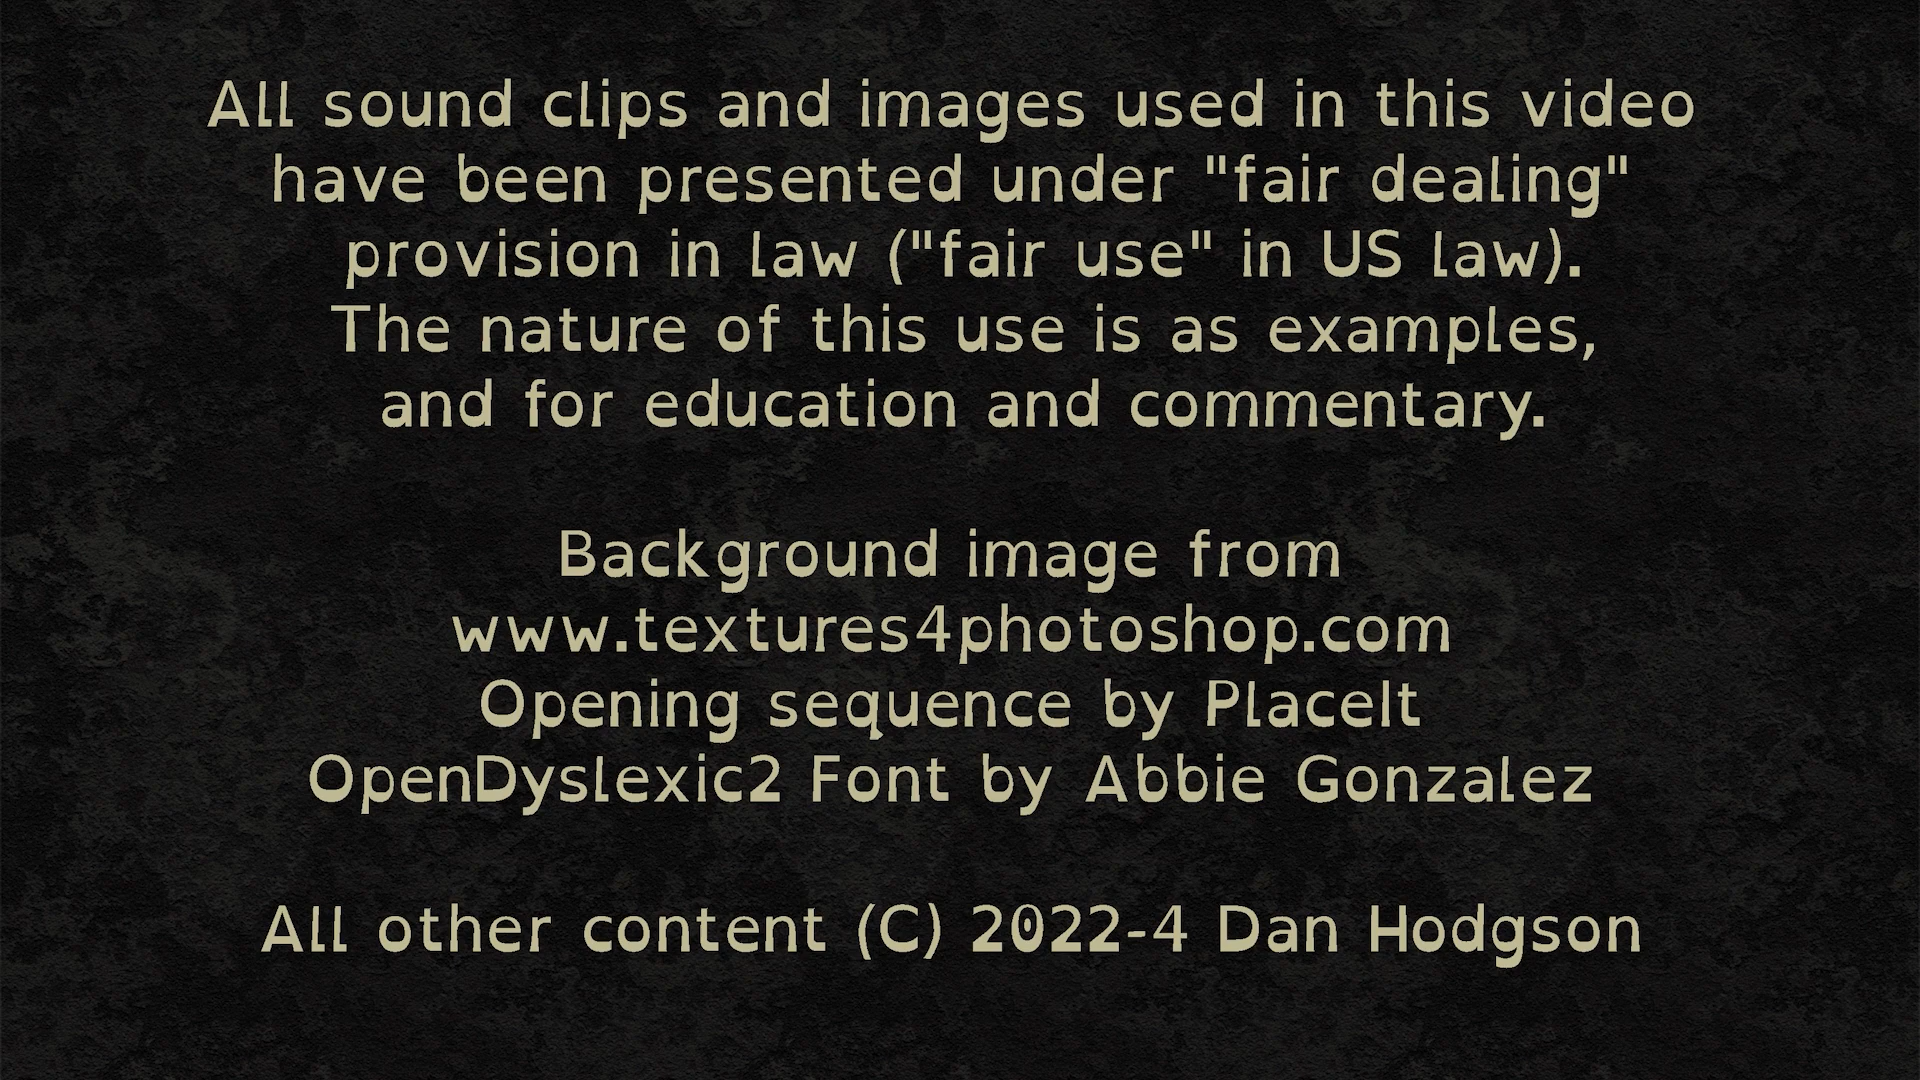 All sound clips and images used in this video
have been presented under "fair dealing"
provision in law ("fair use" in US law).
The nature of this use is as examples,
and for education and commentary.
Background image from
www.textures4photoshop.com
Opening sequence by PlaceIt
OpenDyslexic2 Font by Abbie Gonzalez
All other content (C) 2022-4 Dan Hodgson